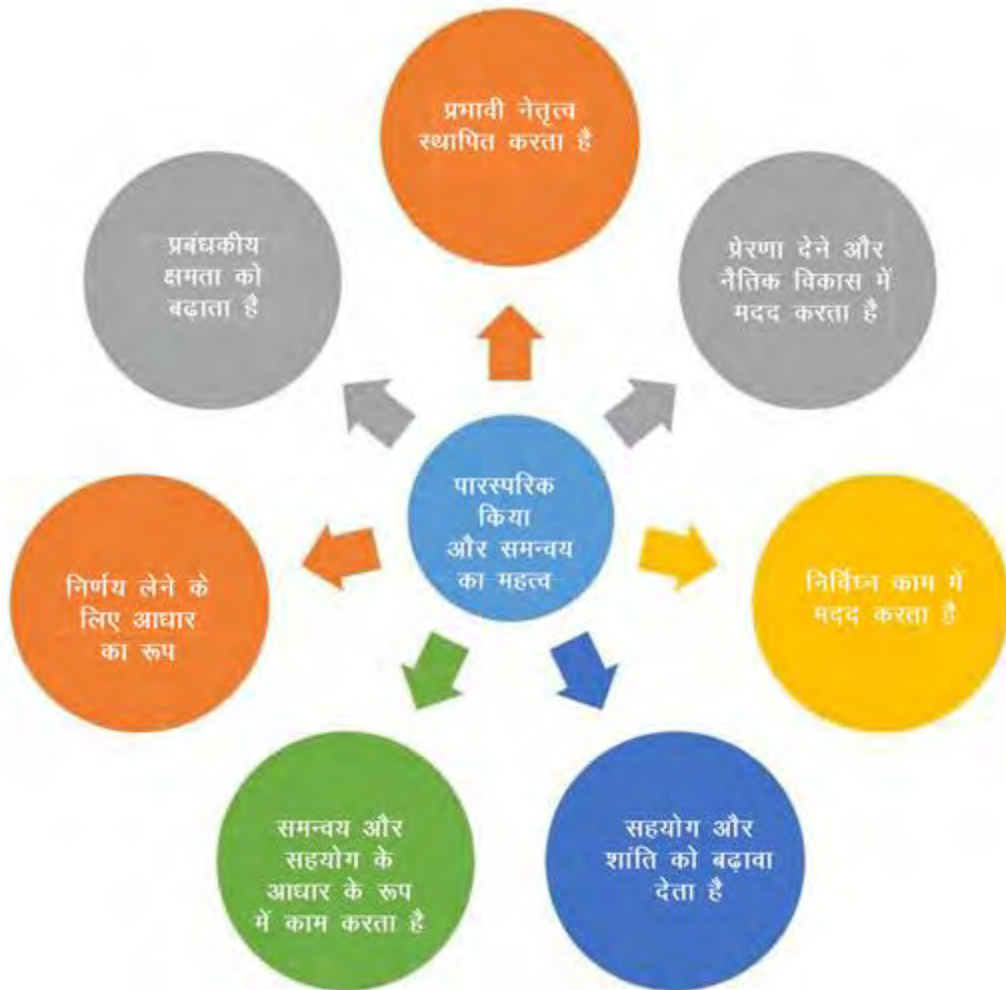 प्रभावी नेतृत्व
स्थापित करता है
प्रेरणा देने और
नैतिक विकास में
मदद करता है
निर्विघ्न काम में
मदद करता है
सहयोग और
शांति को बढ़ावा
देता है
समन्वय और
सहयोग के
आधार के रूप
में काम करता है
निर्णय लेने के
लिए आधार
का रूप
प्रबंधकीय
क्षमता को
बढ़ाता है
पारस्परिक
किया
और समन्वय
का महत्व